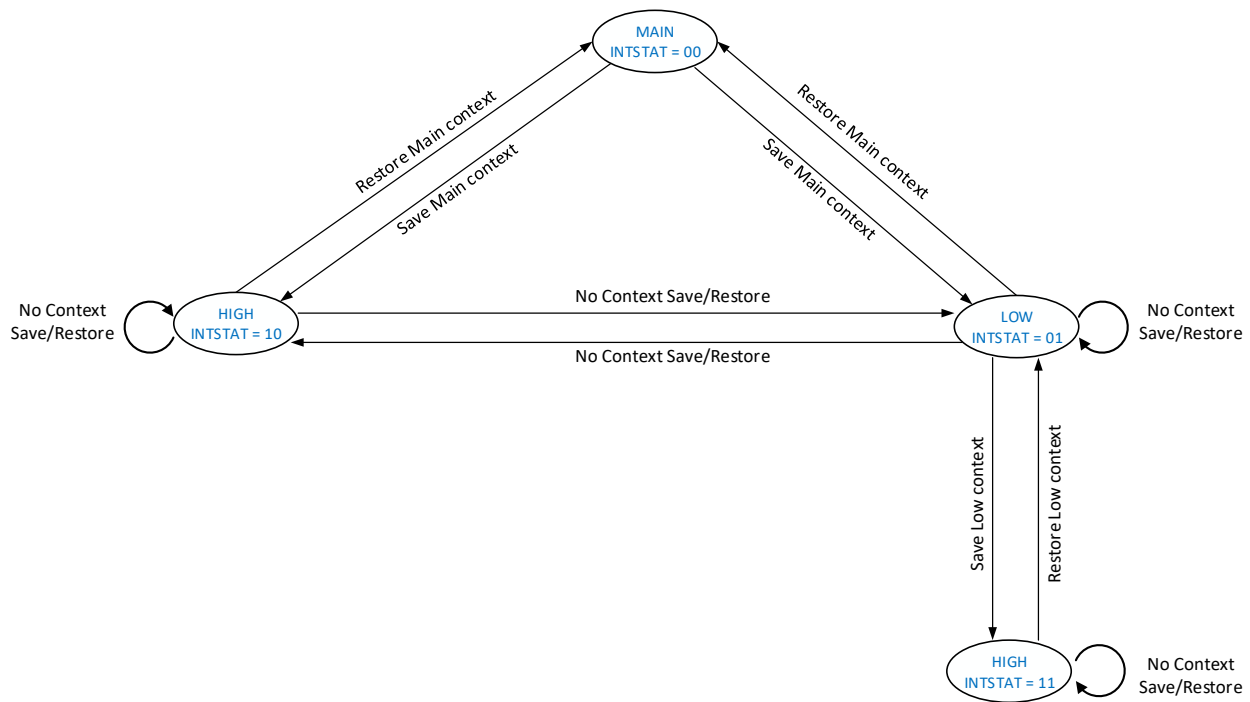 MAIN
INTSTAT = 00
Restore Main context
Save Main context
Save Main context
Restore Main context
No Context
Save/Restore
HIGH
INTSTAT = 10
No Context Save/Restore
No Context Save/Restore
LOW
INTSTAT = 01
No Context
Save/Restore
Save Low context
Restore Low context
HIGH
INTSTAT = 11
No Context
Save/Restore